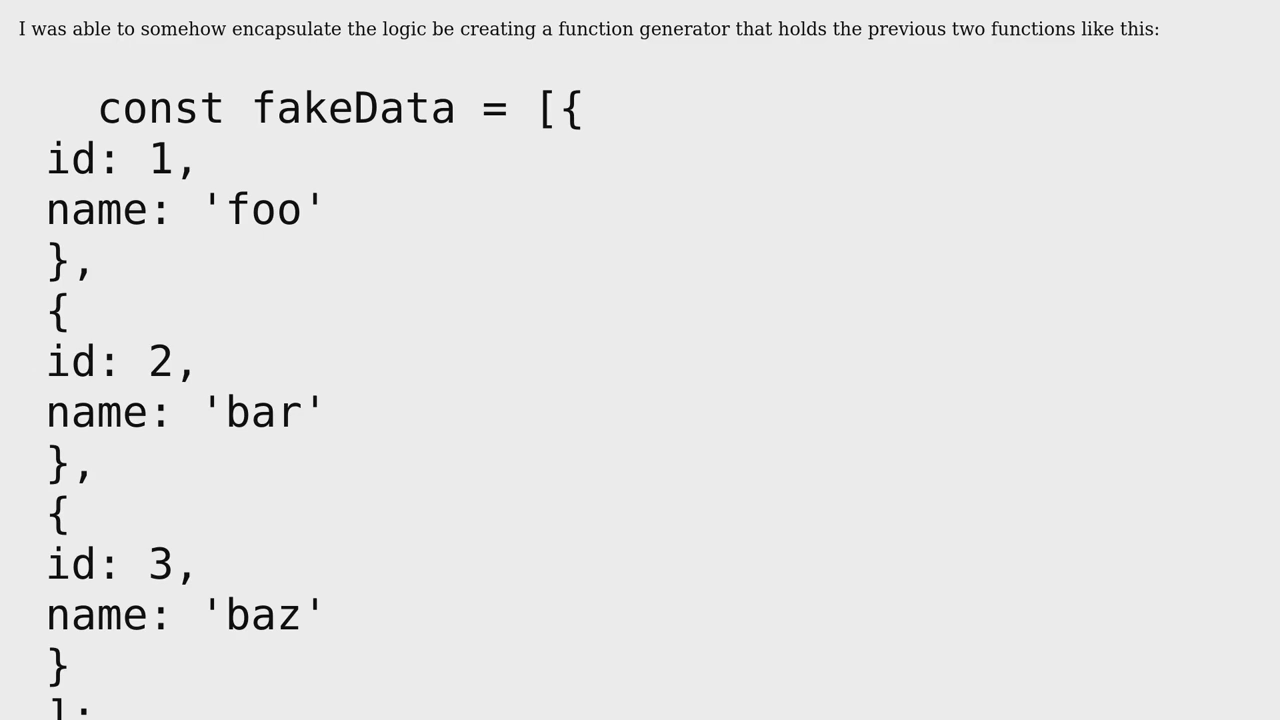 I was able to somehow encapsulate the logic be creating a function generator that holds the previous two functions like this:
const fakeData = [{
id: 1,
name: 'foo'
},
{
id: 2,
name: 'bar'
},
{
id: 3,
name: 'baz'
}
];